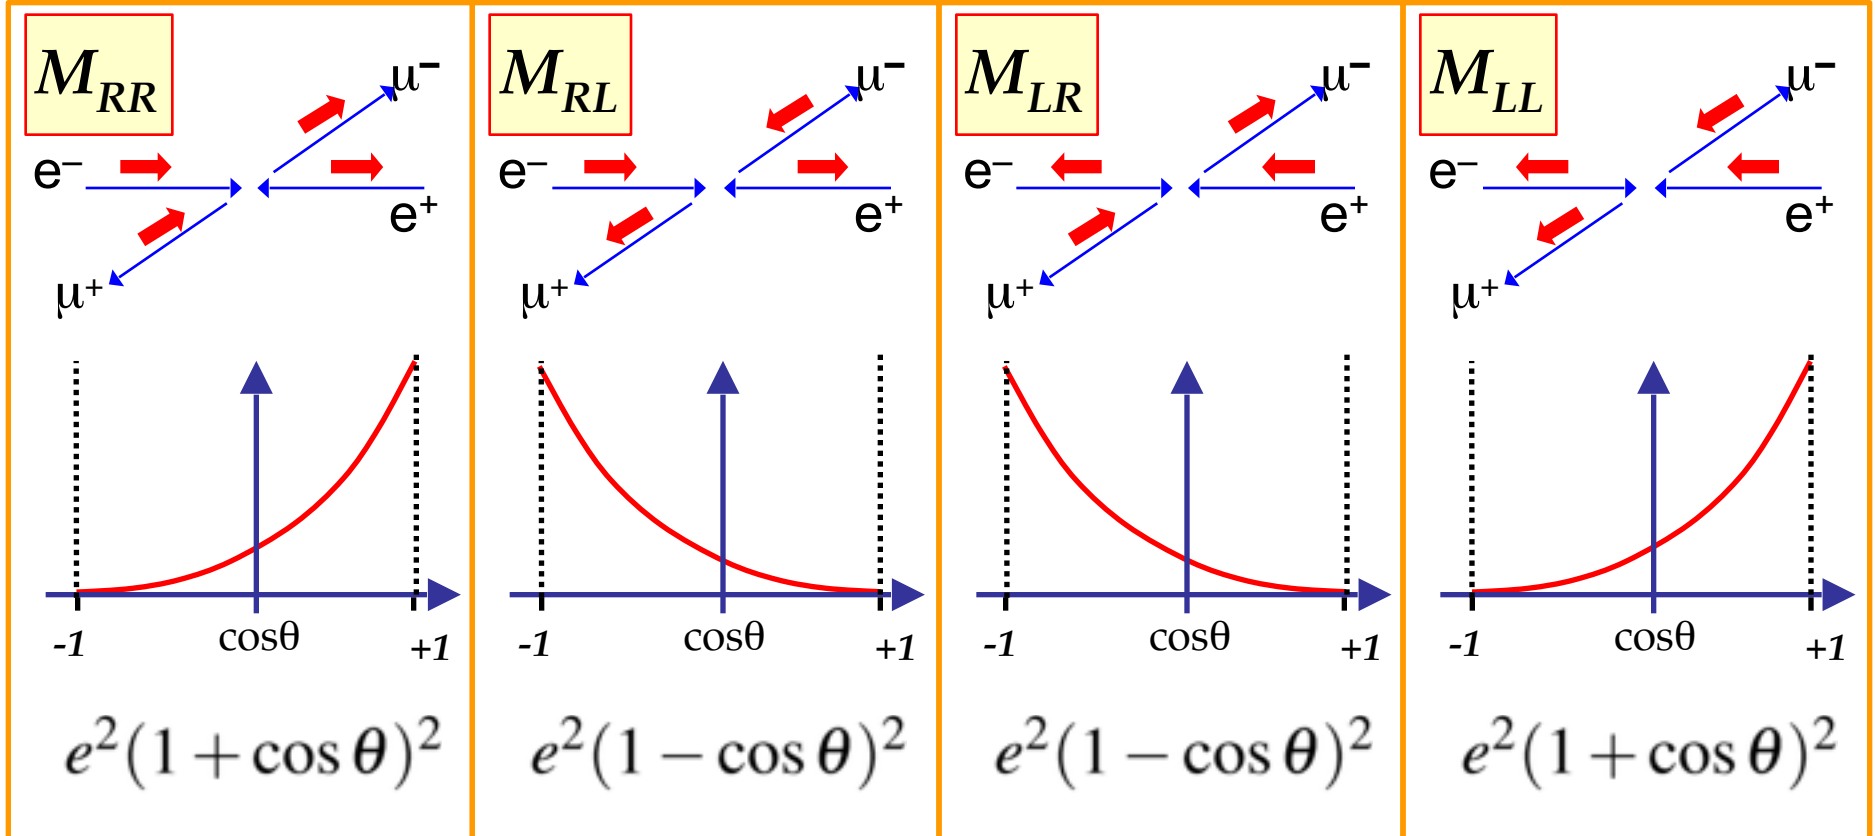 M_RR
μ−
e−
e+
μ+
-1
cosθ
+1
e²(1 + cos θ)²
M_RL
μ−
e−
e+
μ+
-1
cosθ
+1
e²(1 − cos θ)²
M_LR
μ−
e−
e+
μ+
-1
cosθ
+1
e²(1 − cos θ)²
M_LL
μ−
e−
e+
μ+
-1
cosθ
+1
e²(1 + cos θ)²